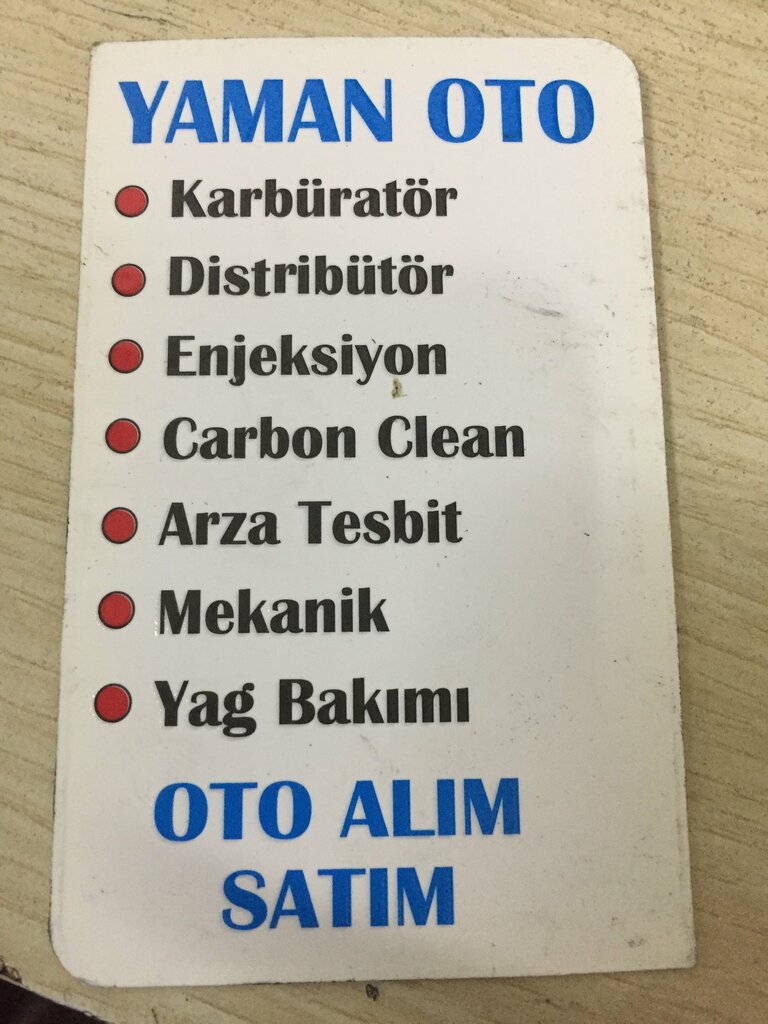 YAMAN OTO
Karbüratör
Distribütör
Enjeksiyon
Carbon Clean
Arza Tesbit
Mekanik
Yag Bakımı
OTO ALIM
SATIM